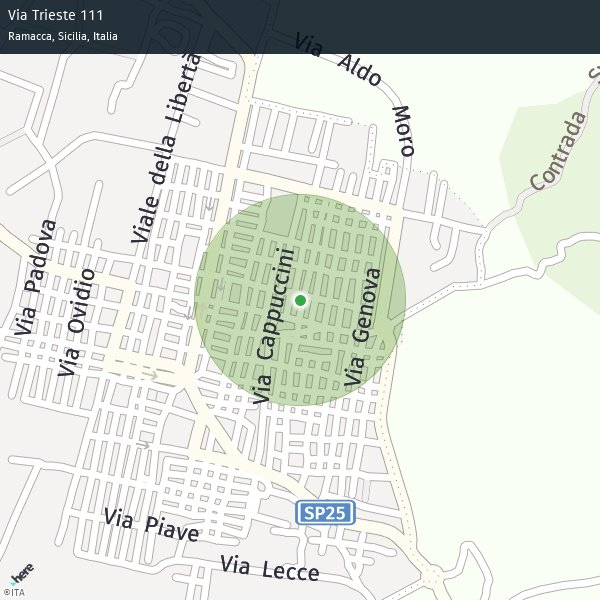 Via Trieste 111
Ramacca, Sicilia, Italia
Via Aldo Moro
Viale della Libertà
Contrada
Via Padova
Via Ovidio
Via Cappuccini
Via Genova
SP25
Via Piave
Via Lecce
here
©ITA